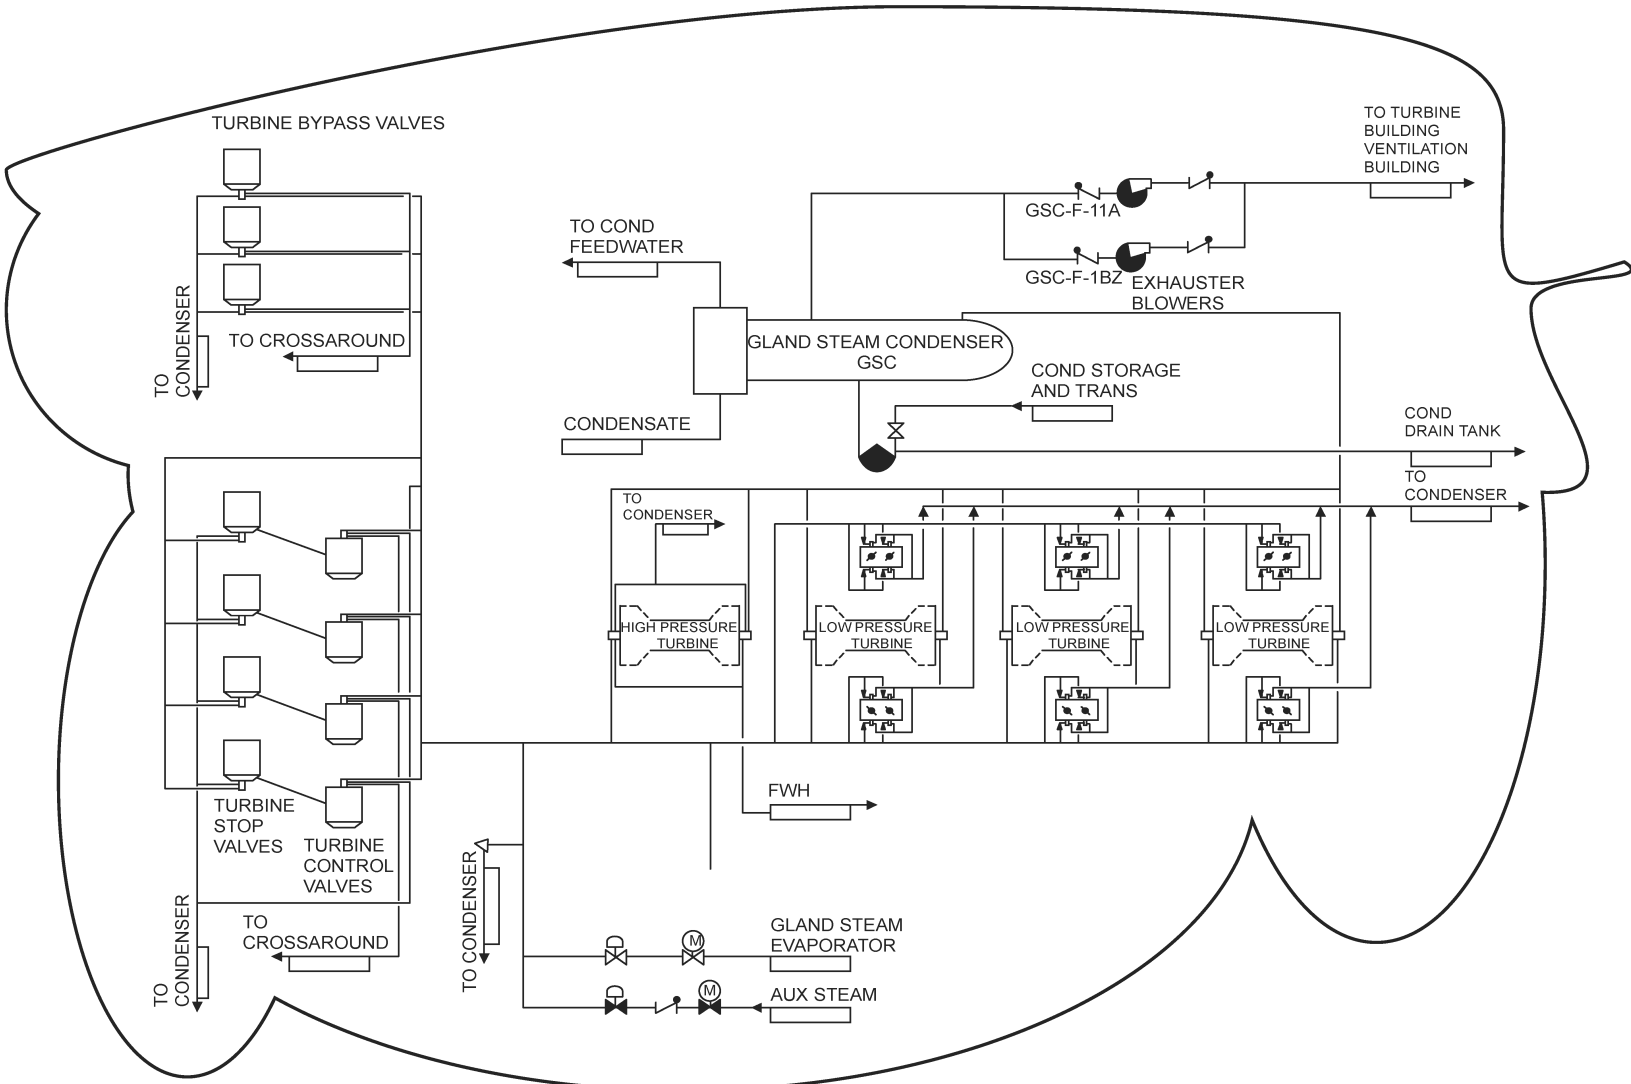 TURBINE BYPASS VALVES
TO TURBINE
BUILDING
VENTILATION
BUILDING
GSC-F-11A
TO COND
FEEDWATER
GSC-F-1BZ
EXHAUSTER
BLOWERS
TO
CONDENSER
TO CROSSAROUND
GLAND STEAM CONDENSER
GSC
COND STORAGE
AND TRANS
CONDENSATE
COND
DRAIN TANK
TO
CONDENSER
TO
CONDENSER
HIGH PRESSURE
TURBINE
LOW PRESSURE
TURBINE
LOW PRESSURE
TURBINE
LOW PRESSURE
TURBINE
TURBINE
STOP
VALVES
TURBINE
CONTROL
VALVES
FWH
TO CONDENSER
TO
CONDENSER
TO
CROSSAROUND
GLAND STEAM
EVAPORATOR
M
AUX STEAM
M